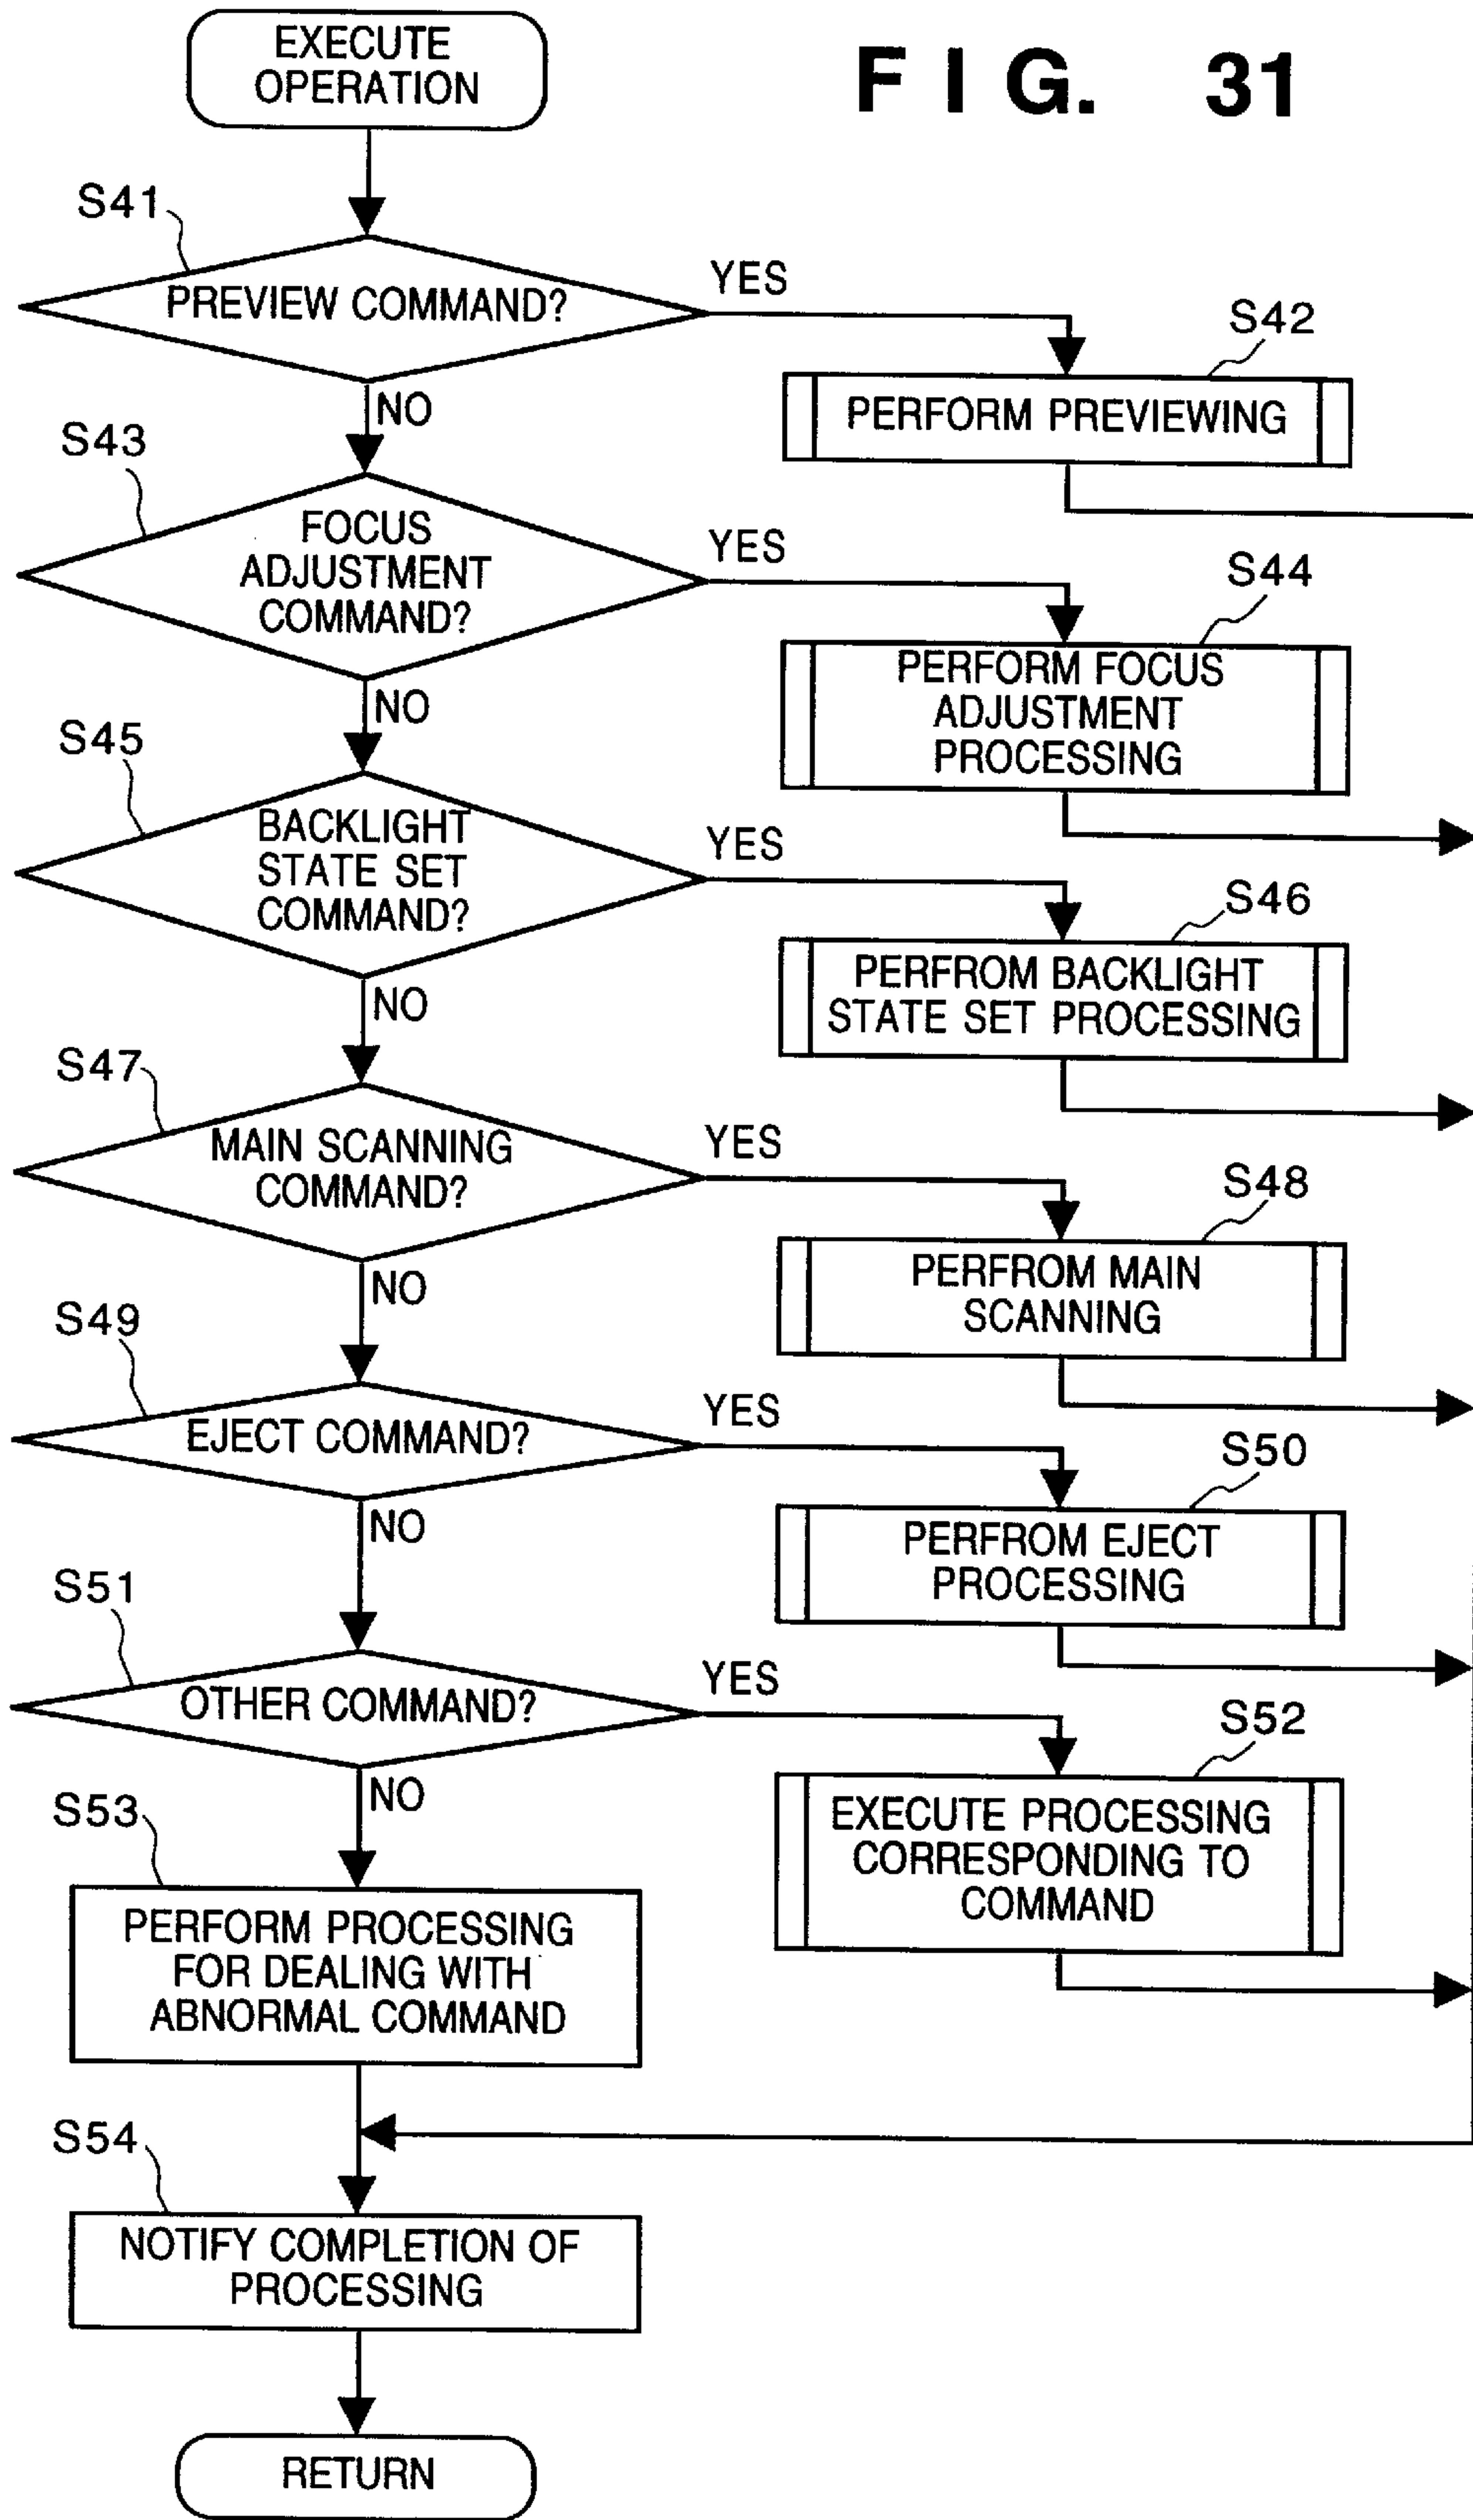 EXECUTE
OPERATION
FIG. 31
S41
PREVIEW COMMAND?
YES
S42
PERFORM PREVIEWING
NO
S43
FOCUS
ADJUSTMENT
COMMAND?
YES
S44
PERFORM FOCUS
ADJUSTMENT
PROCESSING
NO
S45
BACKLIGHT
STATE SET
COMMAND?
YES
S46
PERFROM BACKLIGHT
STATE SET PROCESSING
NO
S47
MAIN SCANNING
COMMAND?
YES
S48
PERFROM MAIN
SCANNING
NO
S49
EJECT COMMAND?
YES
S50
PERFROM EJECT
PROCESSING
NO
S51
OTHER COMMAND?
YES
S52
EXECUTE PROCESSING
CORRESPONDING TO
COMMAND
NO
S53
PERFORM PROCESSING
FOR DEALING WITH
ABNORMAL COMMAND
S54
NOTIFY COMPLETION OF
PROCESSING
RETURN